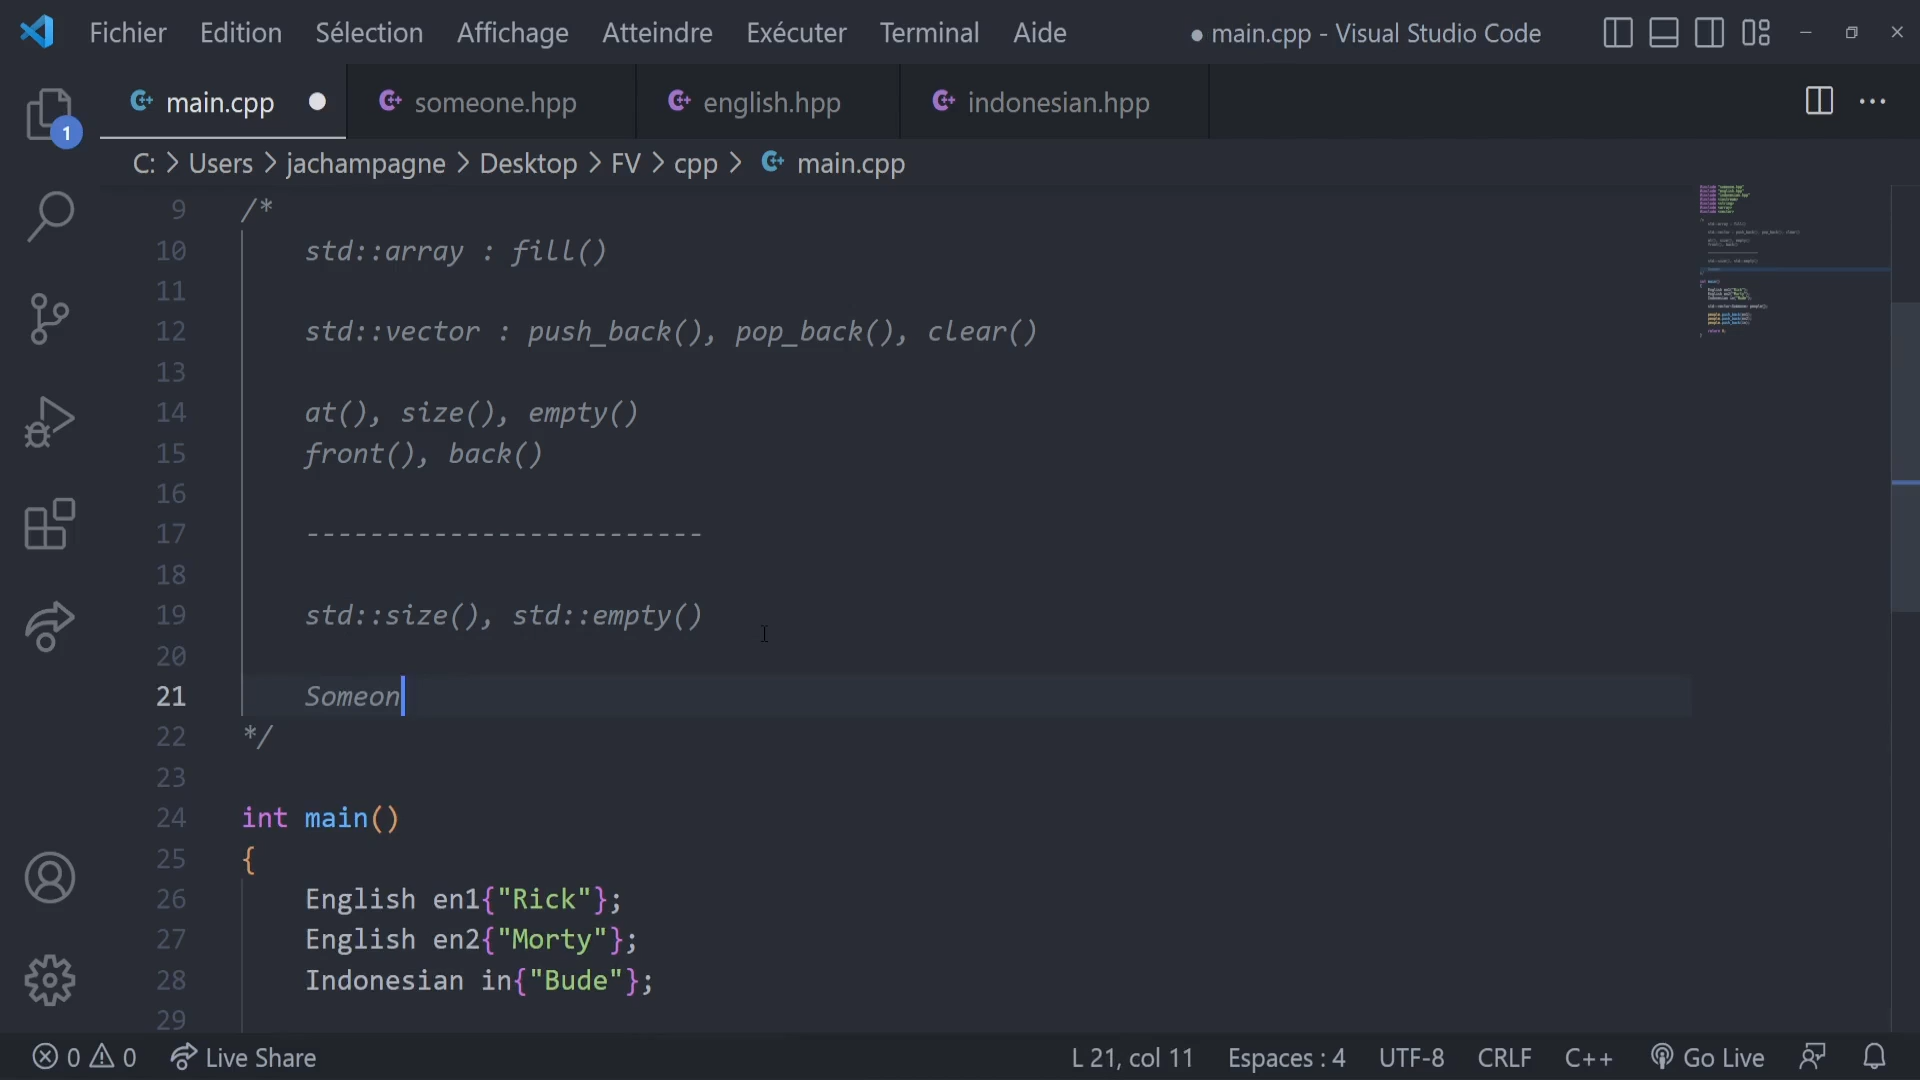 Fichier Edition Sélection Affichage Atteindre Exécuter Terminal Aide ● main.cpp - Visual Studio Code
main.cpp ● someone.hpp english.hpp indonesian.hpp
1
C: > Users > jachampagne > Desktop > FV > cpp > main.cpp
9 /*
10 std::array : fill()
11
12 std::vector : push_back(), pop_back(), clear()
13
14 at(), size(), empty()
15 front(), back()
16
17 -------------------------
18
19 std::size(), std::empty()
20
21 Someon
22 */
23
24 int main()
25 {
26 English en1{"Rick"};
27 English en2{"Morty"};
28 Indonesian in{"Bude"};
29
0 0 Live Share L 21, col 11 Espaces : 4 UTF-8 CRLF C++ Go Live